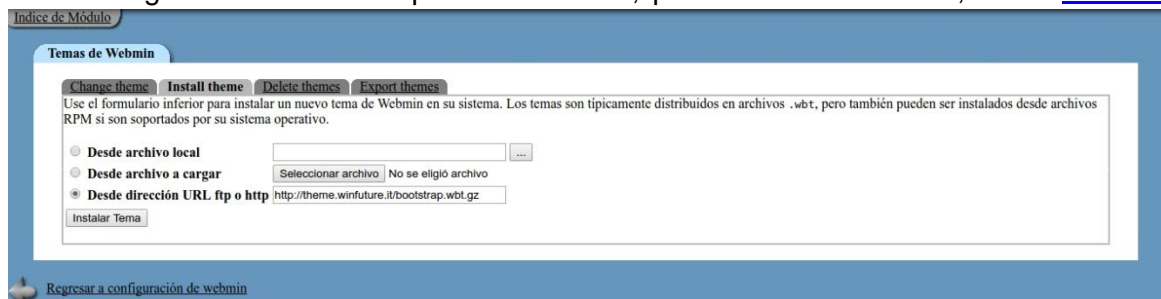 Indice de Módulo
Temas de Webmin
Change theme Install theme Delete themes Export themes
Use el formulario inferior para instalar un nuevo tema de Webmin en su sistema. Los temas son típicamente distribuidos en archivos .wbt, pero también pueden ser instalados desde archivos
RPM si son soportados por su sistema operativo.
Desde archivo local ...
Desde archivo a cargar Seleccionar archivo No se eligió archivo
Desde dirección URL ftp o http http://theme.winfuture.it/bootstrap.wbt.gz
Instalar Tema
Regresar a configuración de webmin